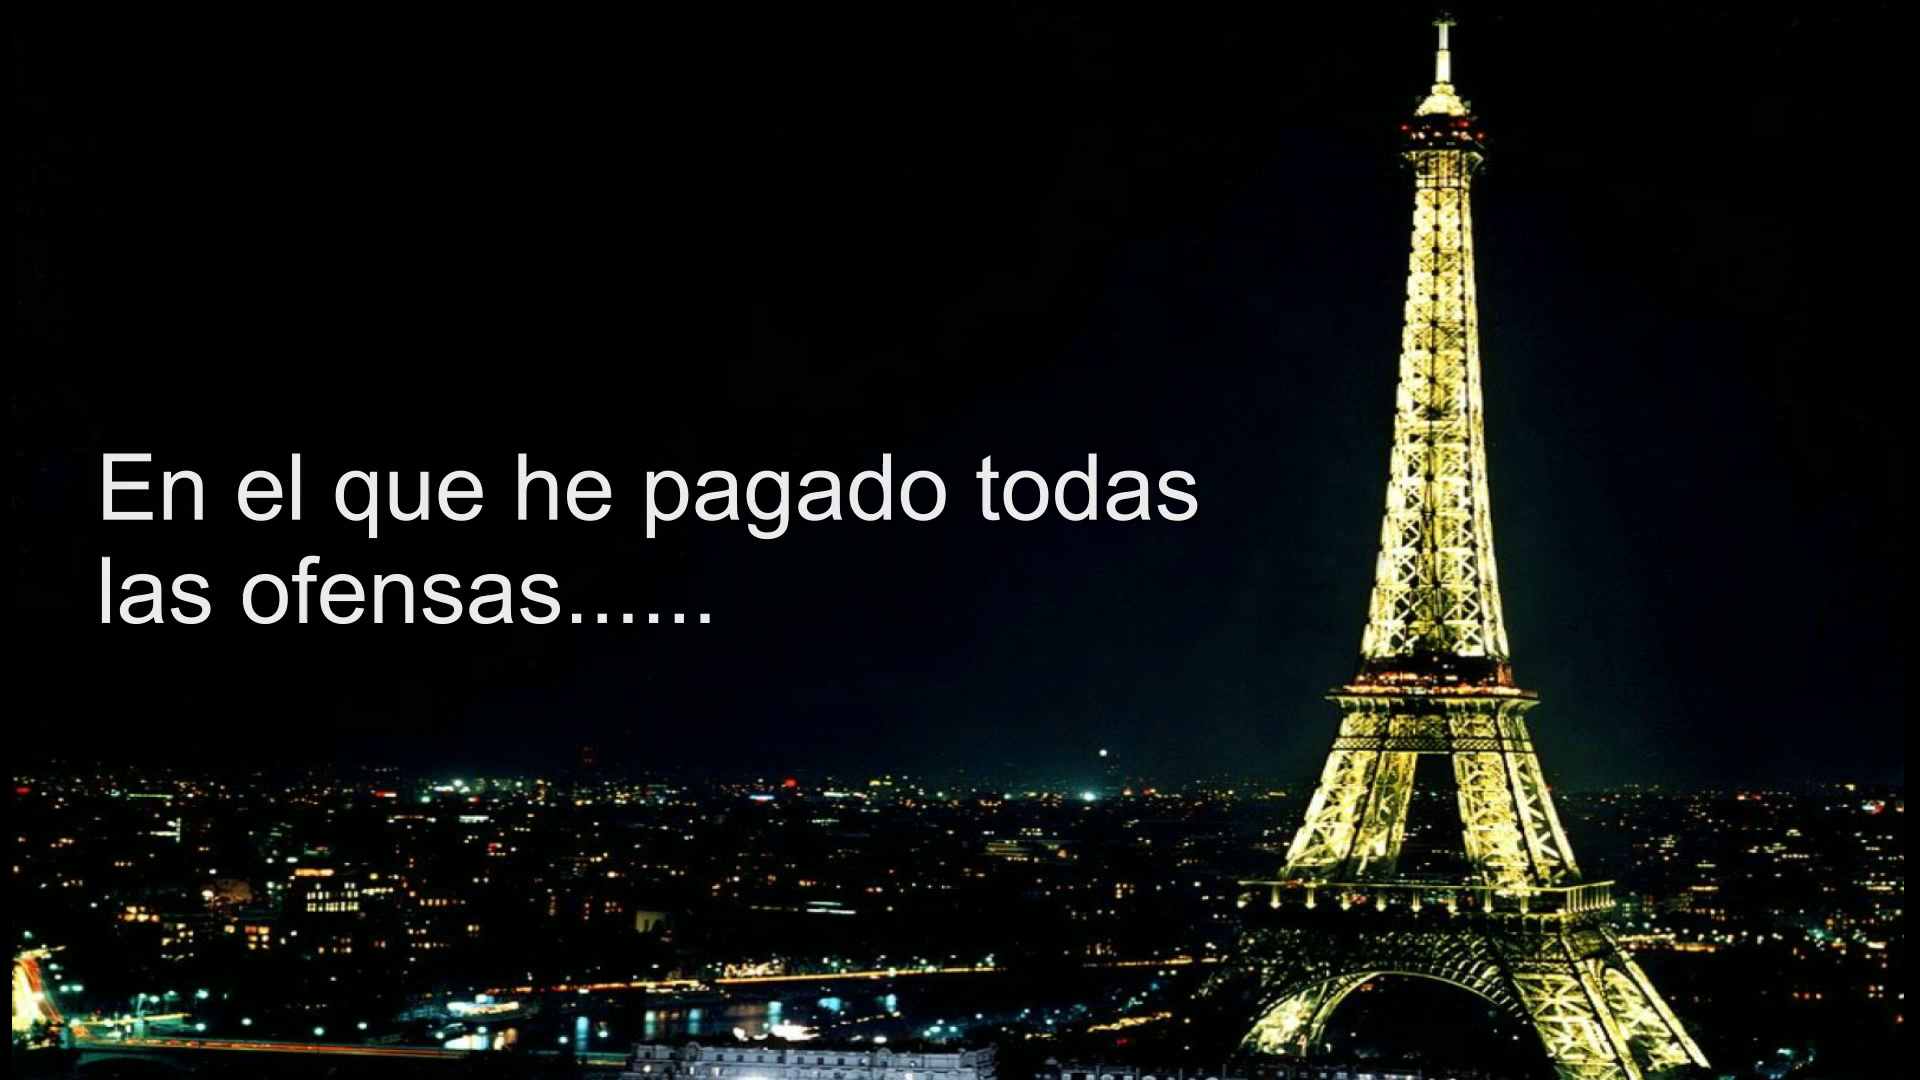 En el que he pagado todas
las ofensas......